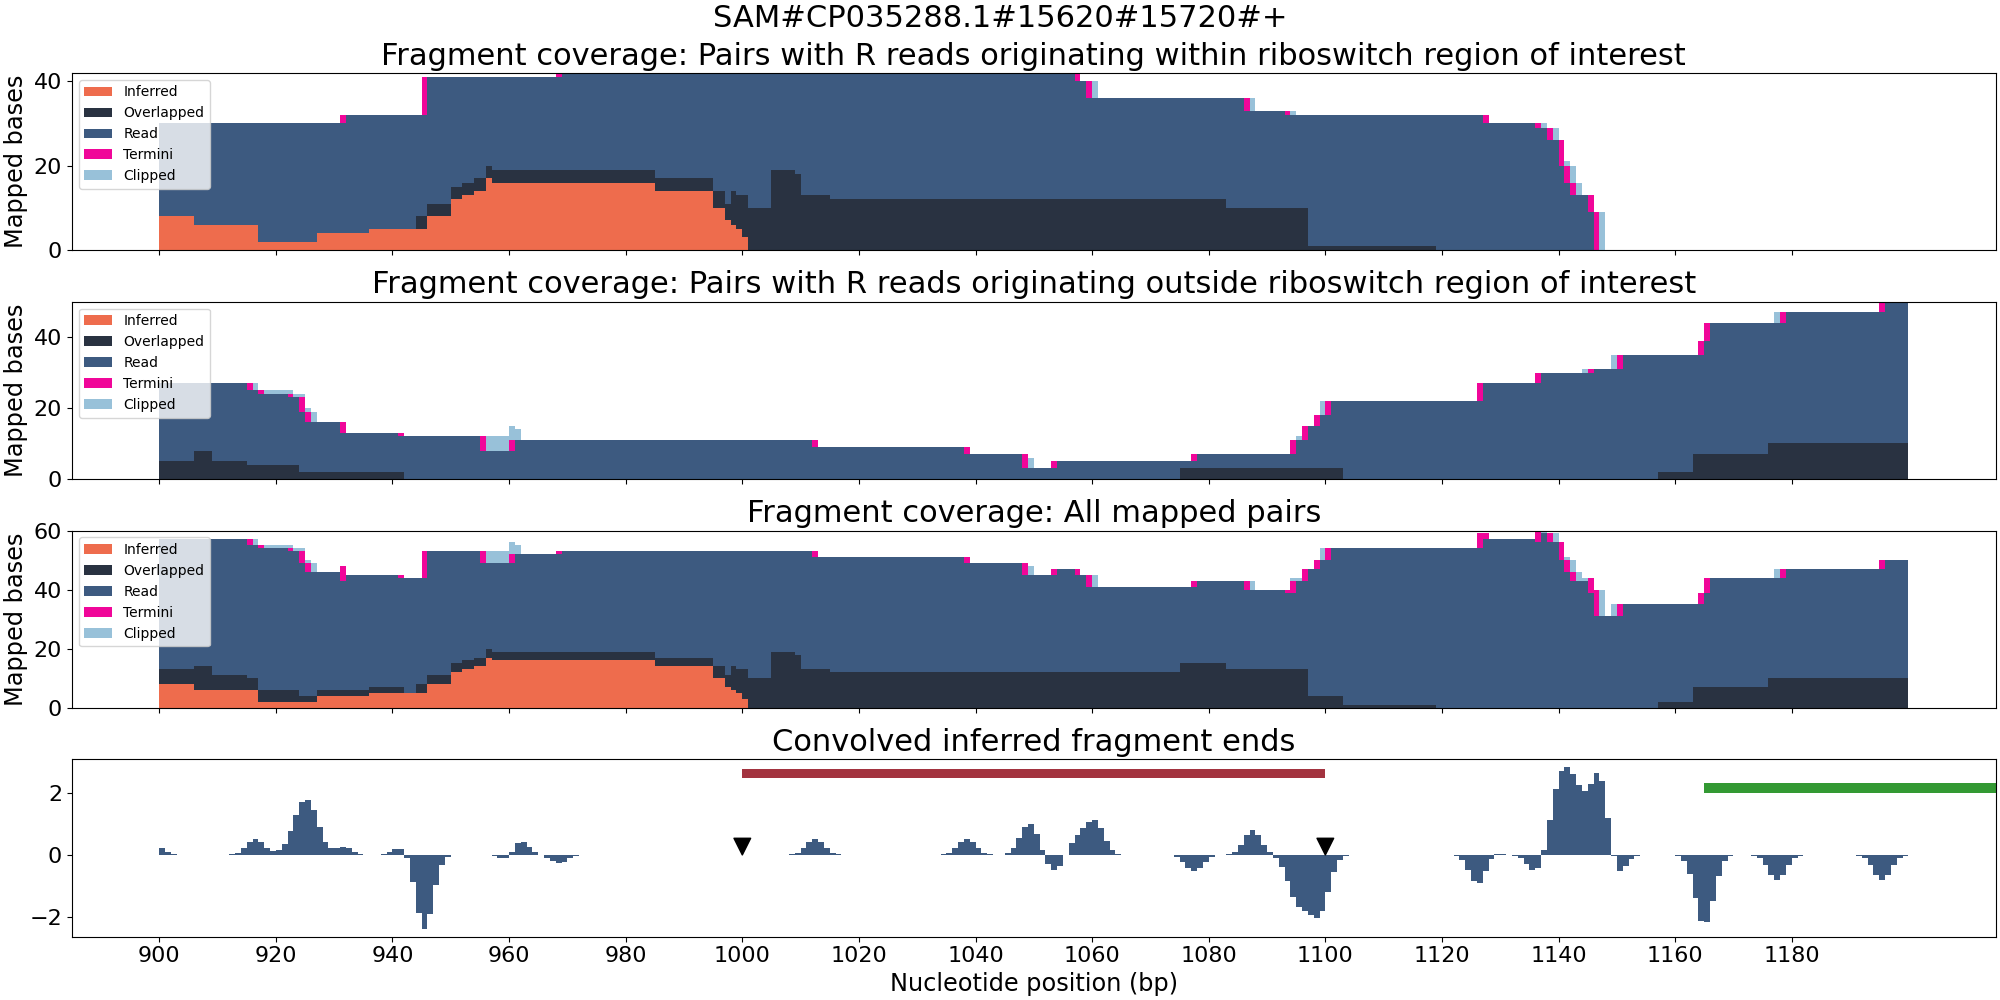 SAM#CP035288.1#15620#15720#+
Fragment coverage: Pairs with R reads originating within riboswitch region of interest
Mapped bases
40
20
0
Inferred
Overlapped
Read
Termini
Clipped
Fragment coverage: Pairs with R reads originating outside riboswitch region of interest
Mapped bases
40
20
0
Inferred
Overlapped
Read
Termini
Clipped
Fragment coverage: All mapped pairs
Mapped bases
60
40
20
0
Inferred
Overlapped
Read
Termini
Clipped
Convolved inferred fragment ends
2
0
−2
900 920 940 960 980 1000 1020 1040 1060 1080 1100 1120 1140 1160 1180
Nucleotide position (bp)